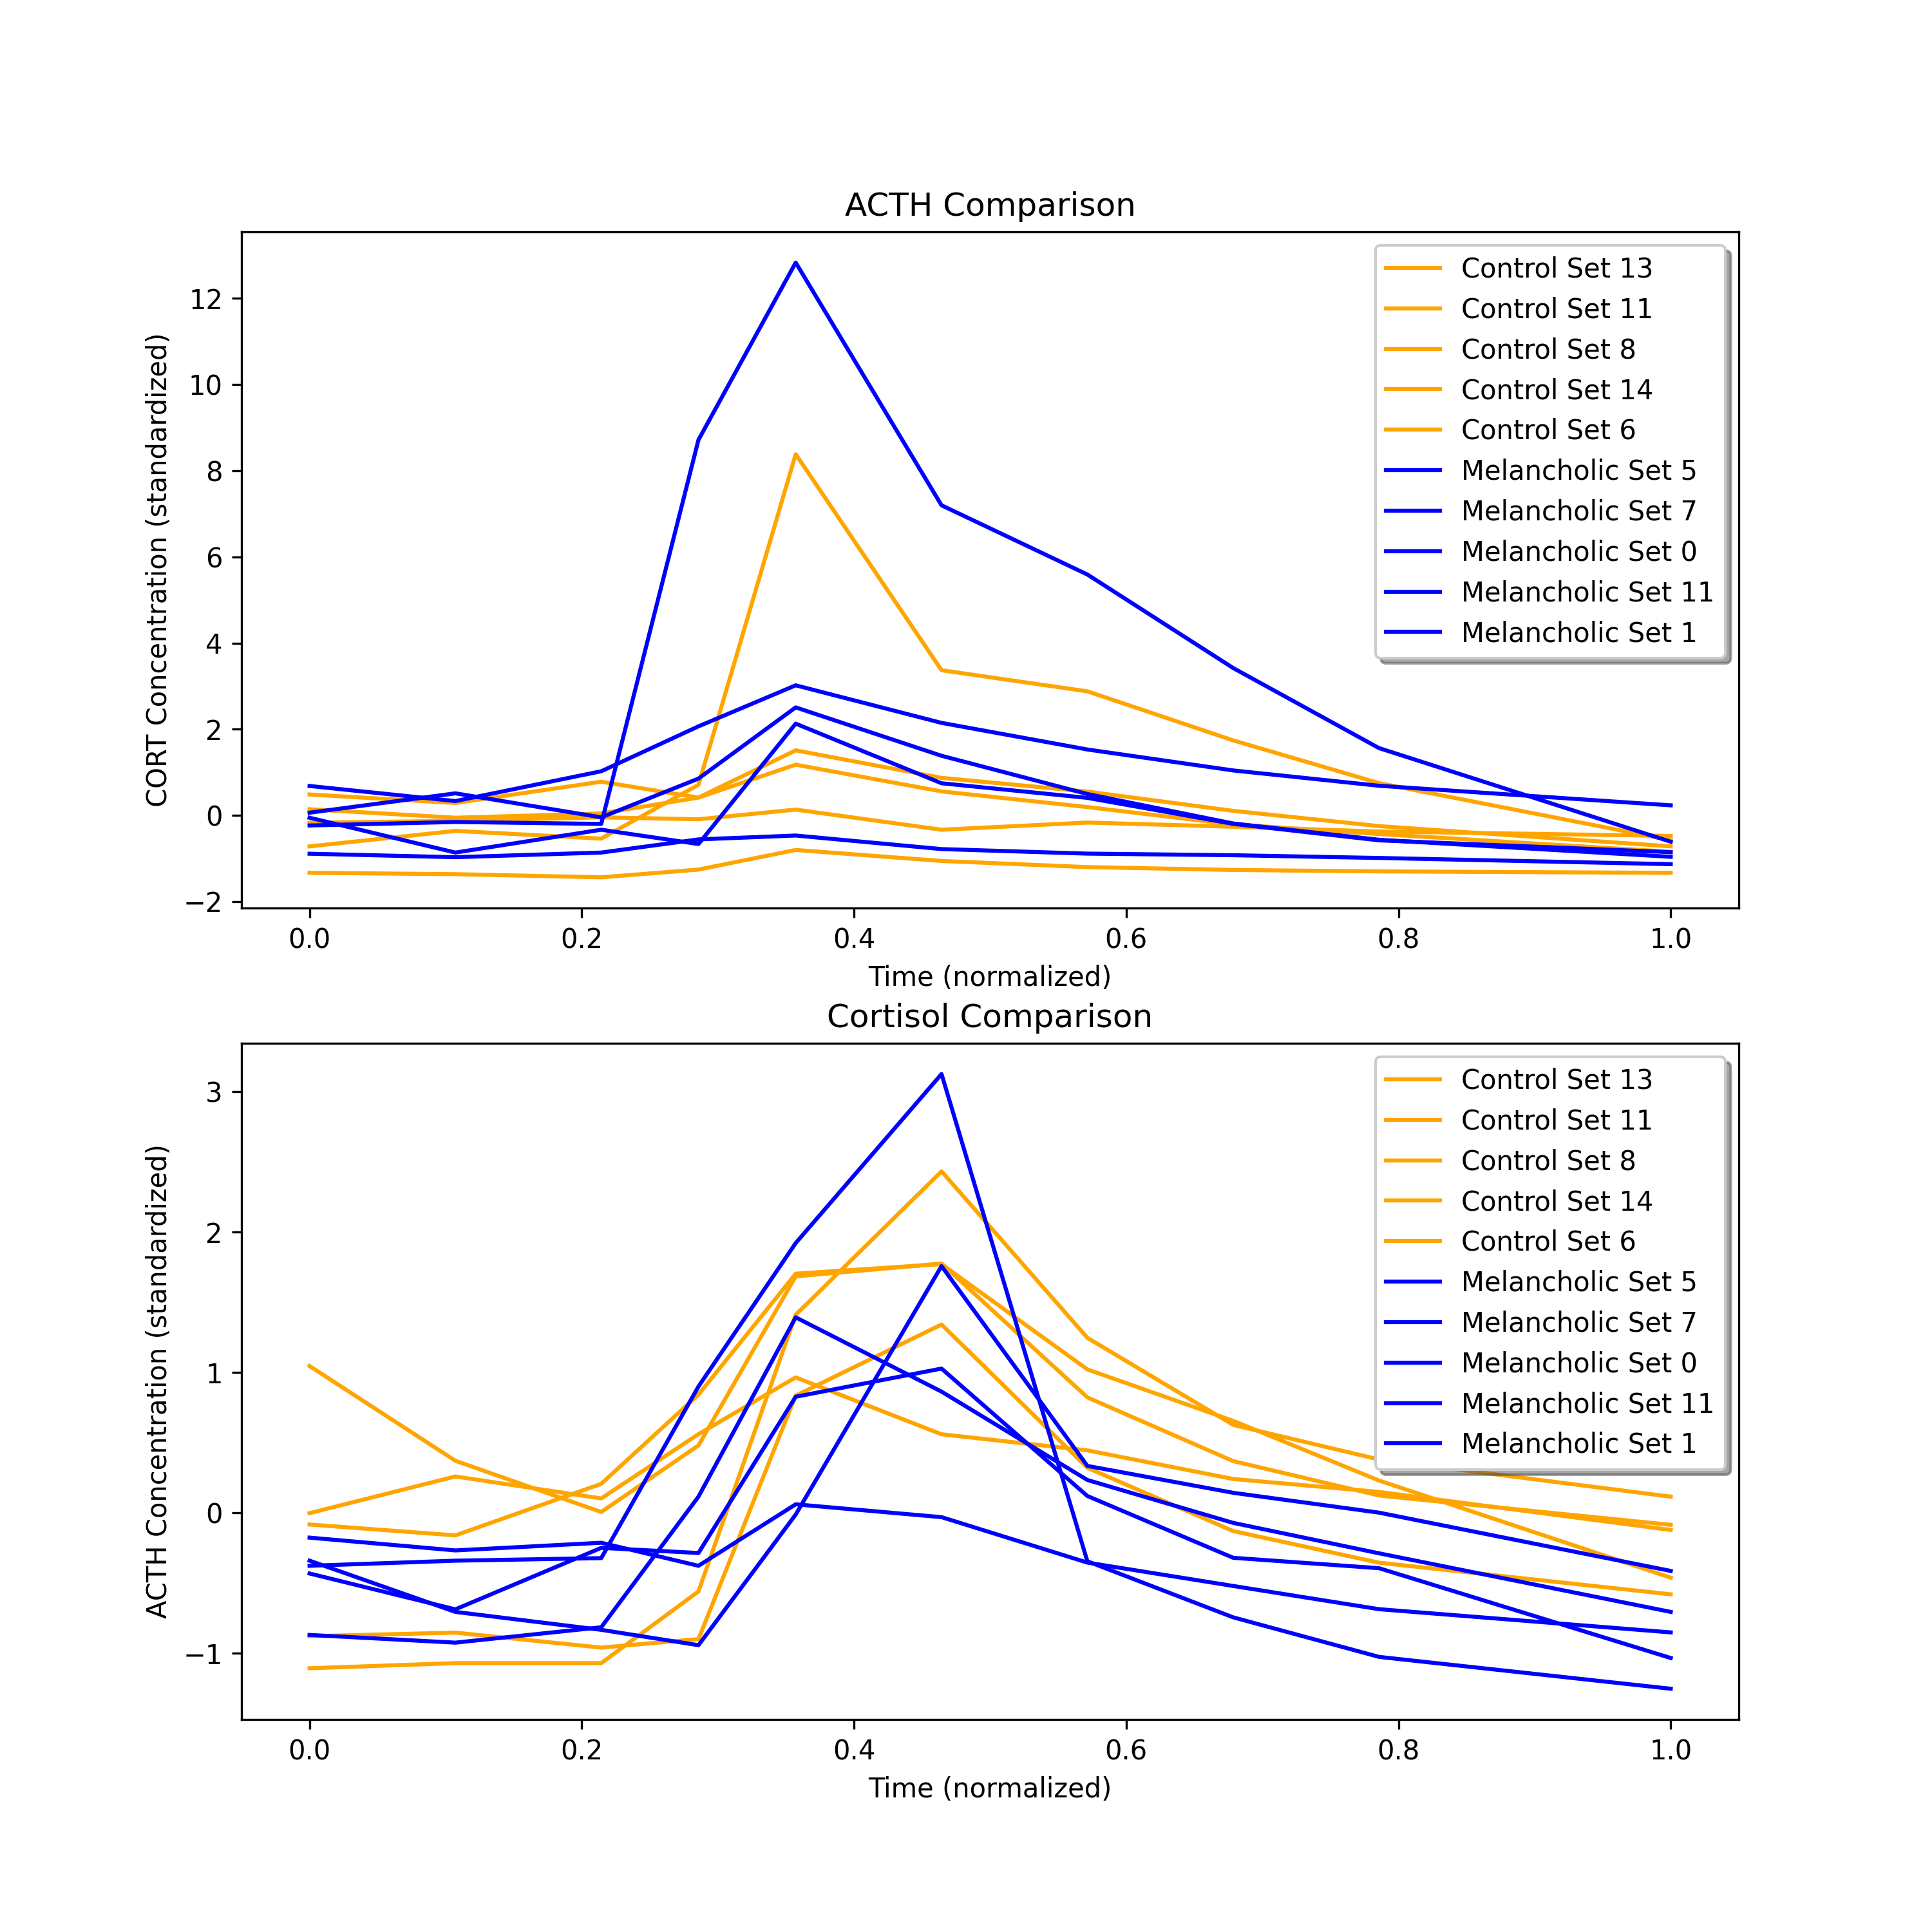 ACTH Comparison
CORT Concentration (standardized)
12
10
8
6
4
2
0
−2
Control Set 13
Control Set 11
Control Set 8
Control Set 14
Control Set 6
Melancholic Set 5
Melancholic Set 7
Melancholic Set 0
Melancholic Set 11
Melancholic Set 1
0.0 0.2 0.4 0.6 0.8 1.0
Time (normalized)
Cortisol Comparison
ACTH Concentration (standardized)
3
2
1
0
−1
Control Set 13
Control Set 11
Control Set 8
Control Set 14
Control Set 6
Melancholic Set 5
Melancholic Set 7
Melancholic Set 0
Melancholic Set 11
Melancholic Set 1
0.0 0.2 0.4 0.6 0.8 1.0
Time (normalized)